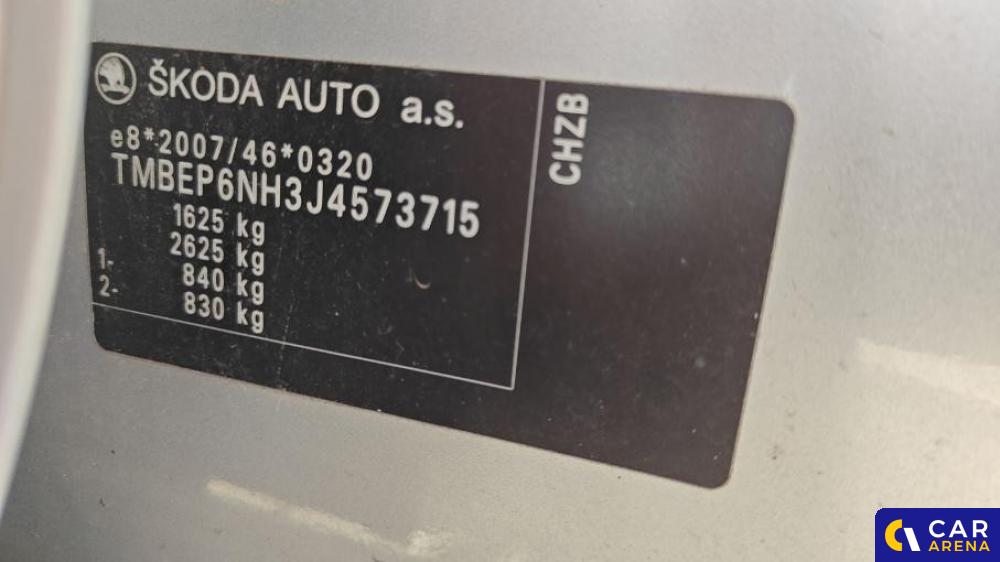 ŠKODA AUTO a.s.
e8*2007/46*0320
TMBEP6NH3J4573715
1625 kg
2625 kg
1- 840 kg
2- 830 kg
CHZB
CAR
ARENA